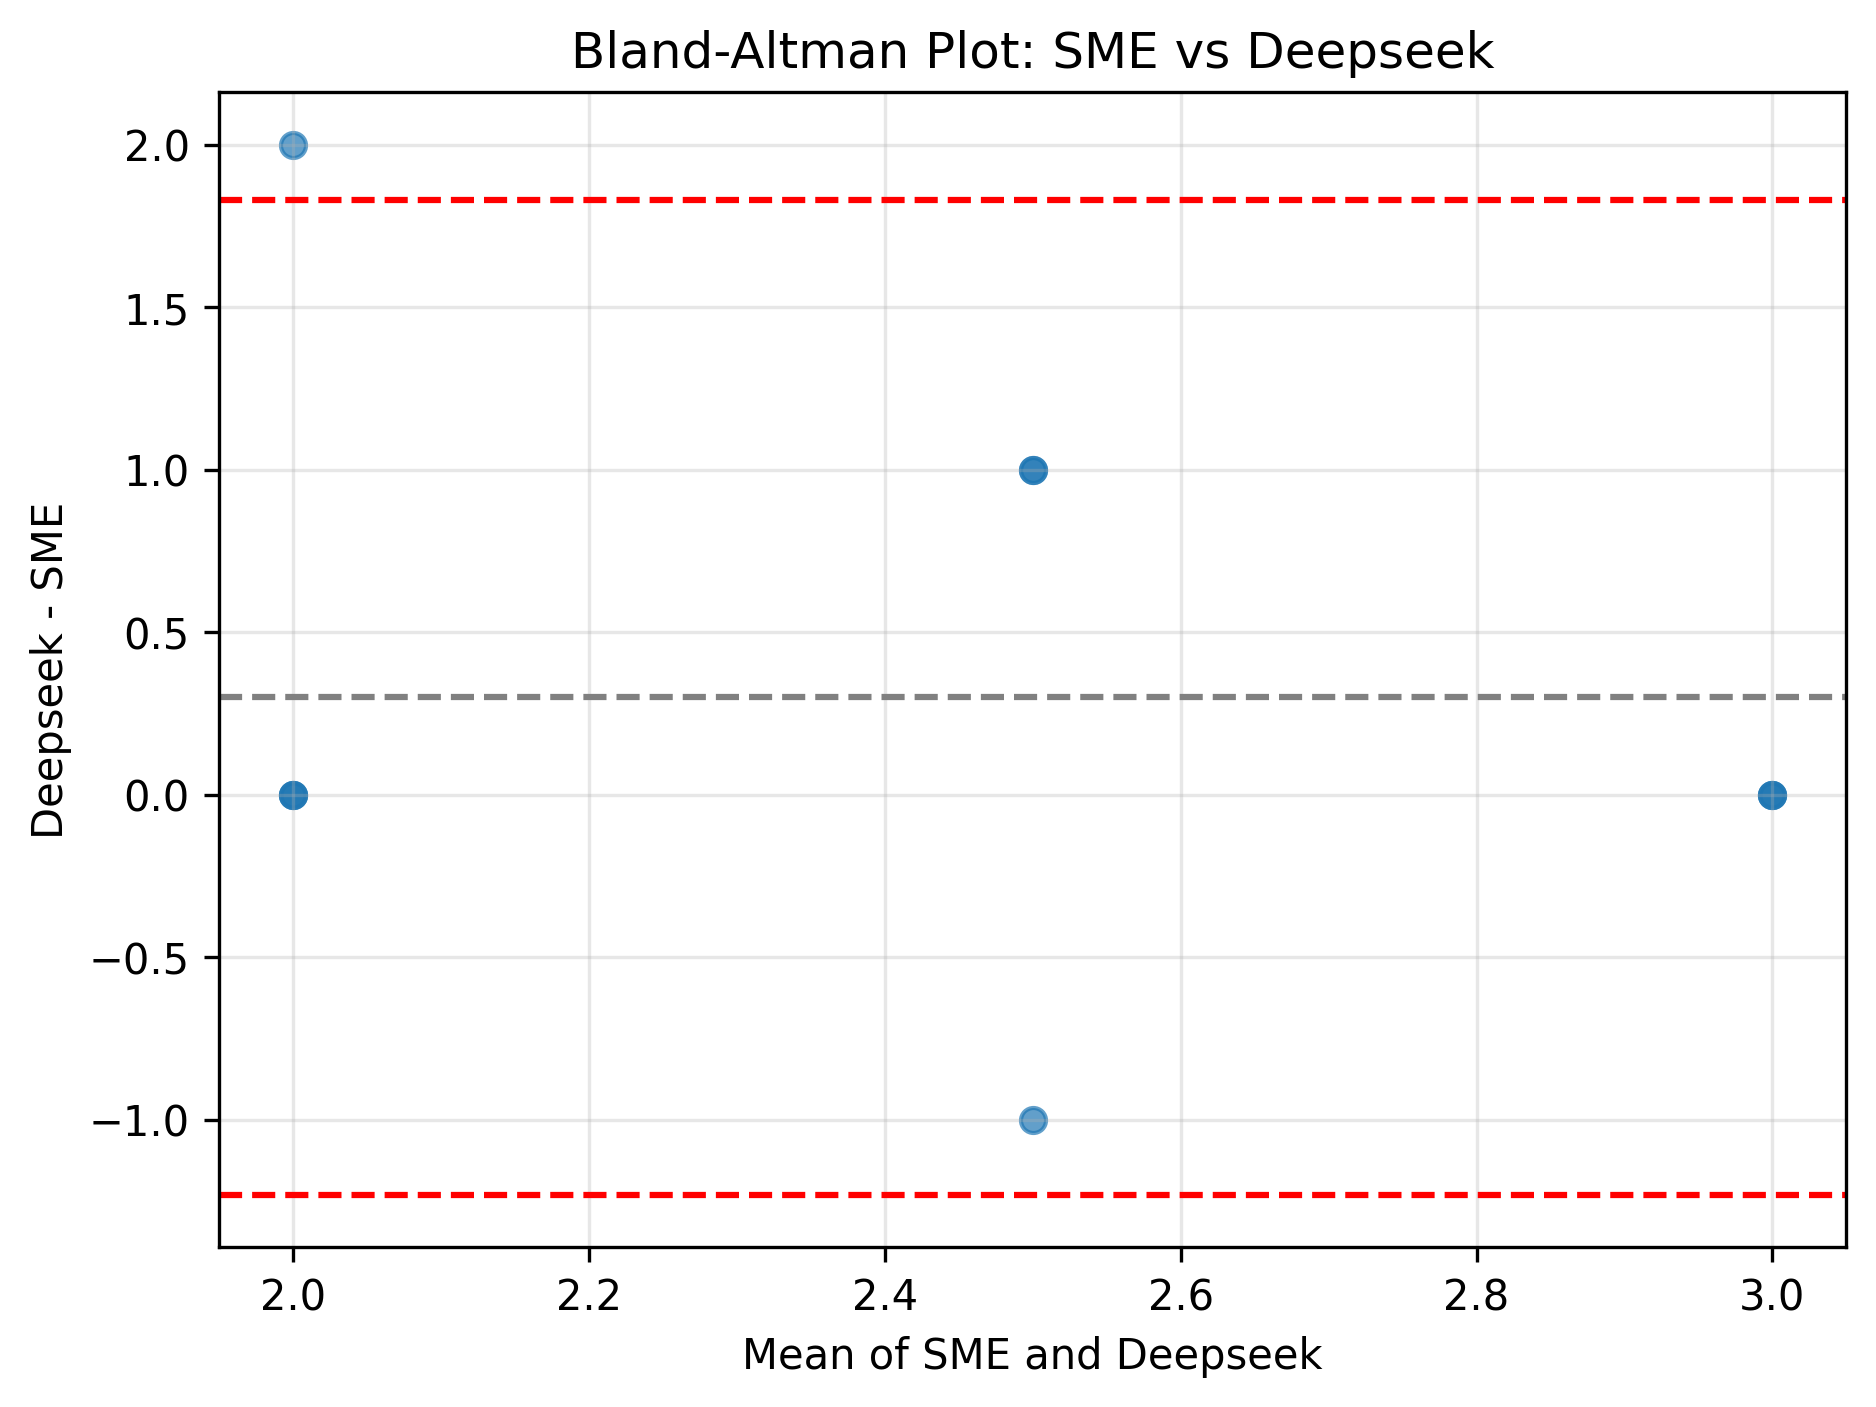 Bland-Altman Plot: SME vs Deepseek
Deepseek - SME
2.0
1.5
1.0
0.5
0.0
−0.5
−1.0
2.0 2.2 2.4 2.6 2.8 3.0
Mean of SME and Deepseek